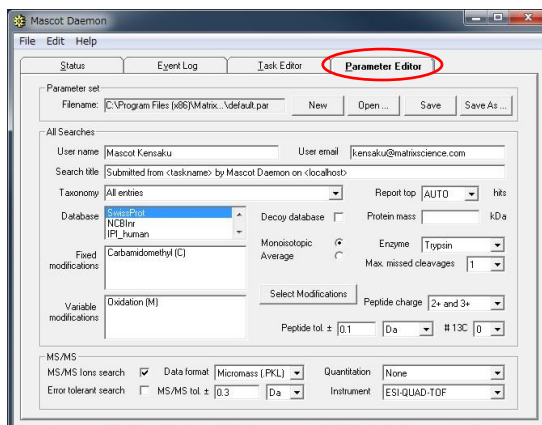 Mascot Daemon
File Edit Help
Status Event Log Task Editor Parameter Editor
Parameter set
Filename: C:\Program Files (x86)\Matrix...\default.par New Open ... Save Save As ...
All Searches
User name Mascot Kensaku User email kensaku@matrixscience.com
Search title Submitted from <taskname> by Mascot Daemon on <localhost>
Taxonomy All entries Report top AUTO hits
Database SwissProt Decoy database Protein mass kDa
NCBInr
IPI_human
Monoisotopic Enzyme Trypsin
Fixed modifications Carbamidomethyl (C) Average Max. missed cleavages 1
Select Modifications
Variable modifications Oxidation (M) Peptide charge 2+ and 3+
Peptide tol. ± 0.1 Da # 13C 0
MS/MS
MS/MS Ions search Data format Micromass (.PKL) Quantitation None
Error tolerant search MS/MS tol. ± 0.3 Da Instrument ESI-QUAD-TOF